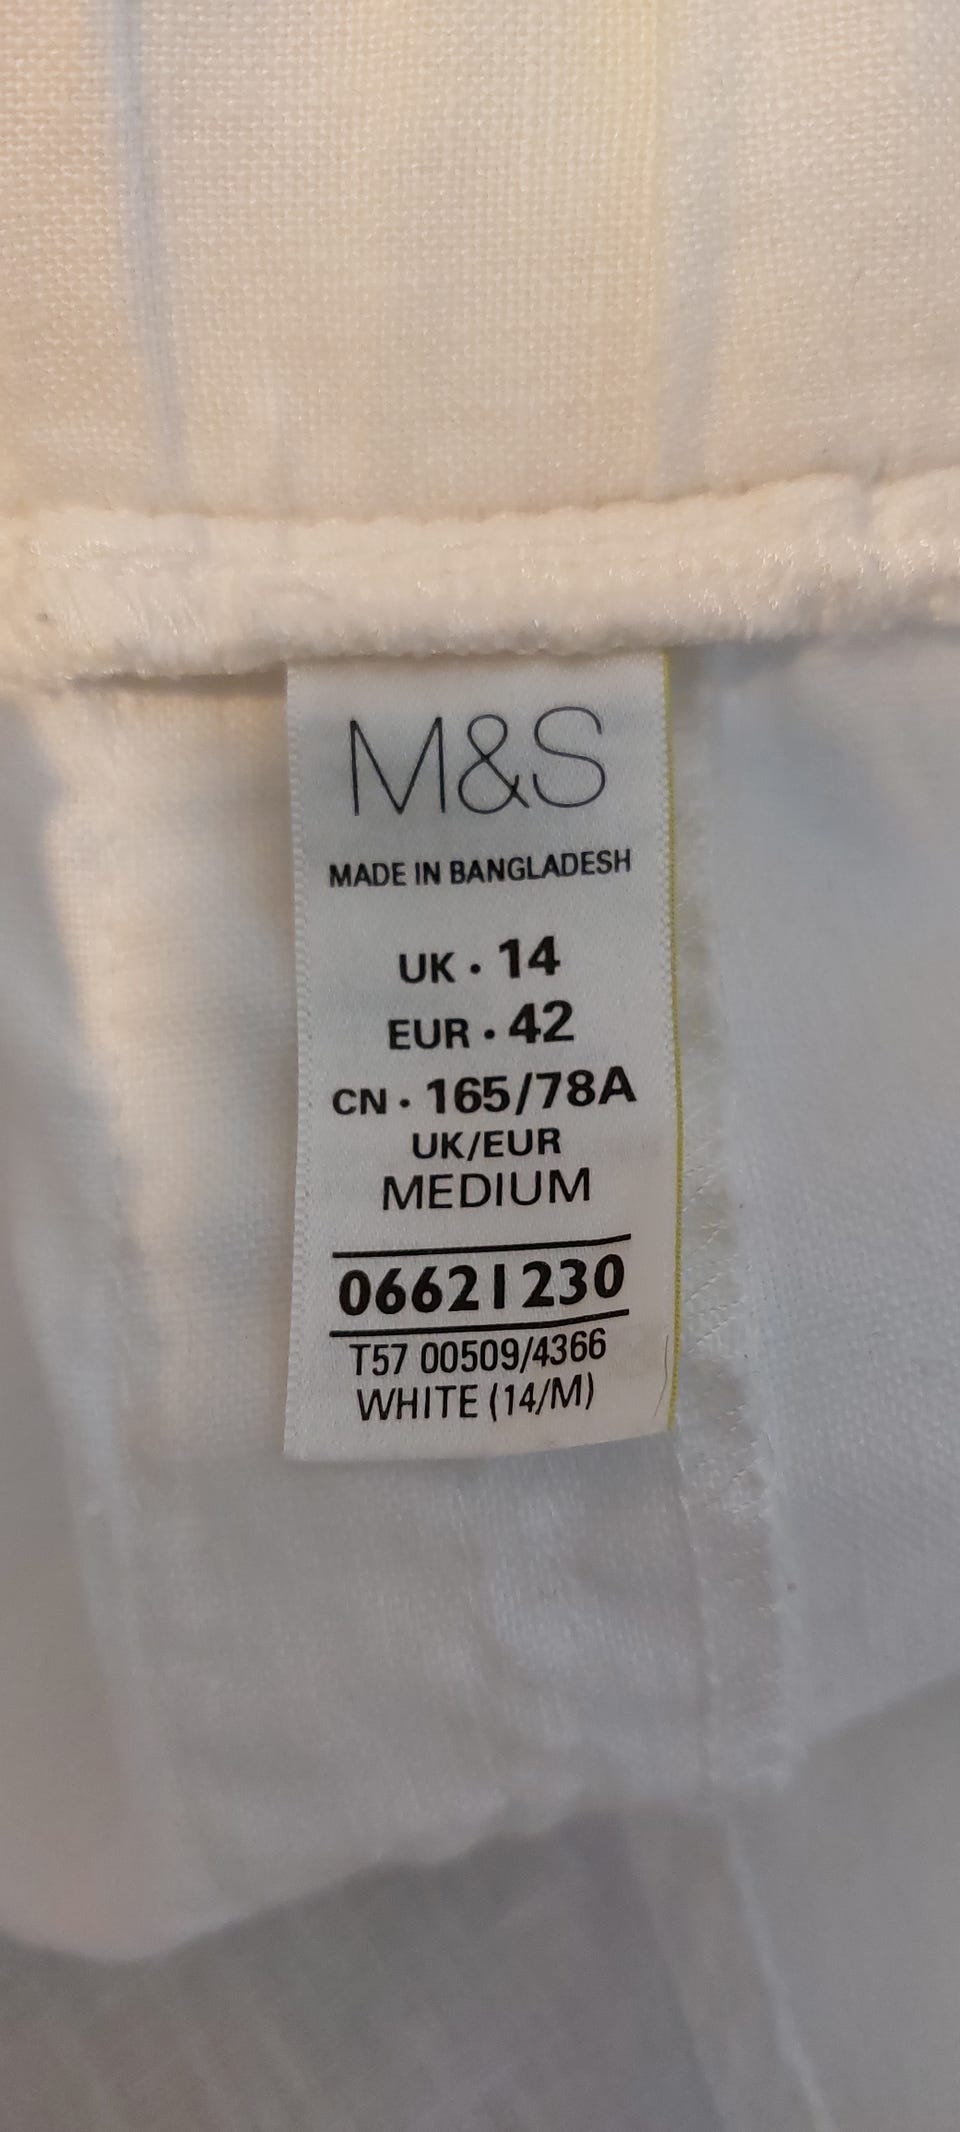 M&S
MADE IN BANGLADESH
UK · 14
EUR · 42
CN · 165/78A
UK/EUR
MEDIUM
06621230
T57 00509/4366
WHITE (14/M)